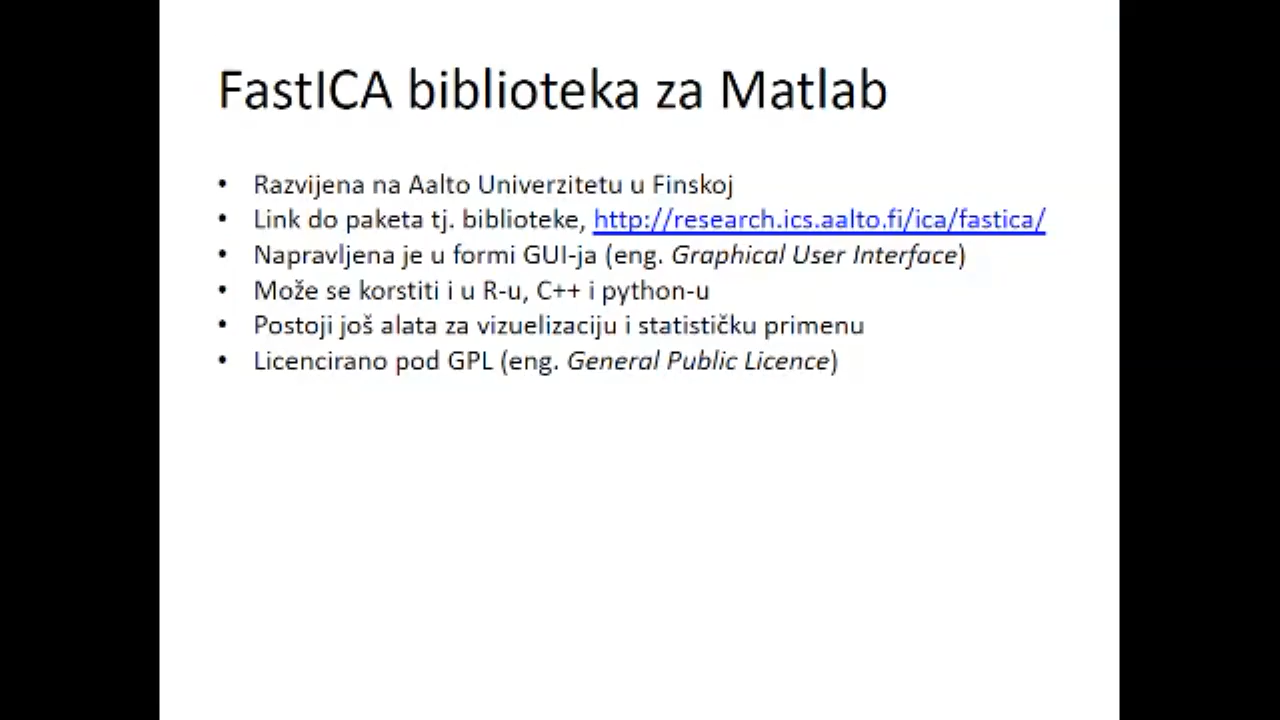 FastICA biblioteka za Matlab
• Razvijena na Aalto Univerzitetu u Finskoj
• Link do paketa tj. biblioteke, http://research.ics.aalto.fi/ica/fastica/
• Napravljena je u formi GUI-ja (eng. Graphical User Interface)
• Može se korstiti i u R-u, C++ i python-u
• Postoji još alata za vizuelizaciju i statističku primenu
• Licencirano pod GPL (eng. General Public Licence)